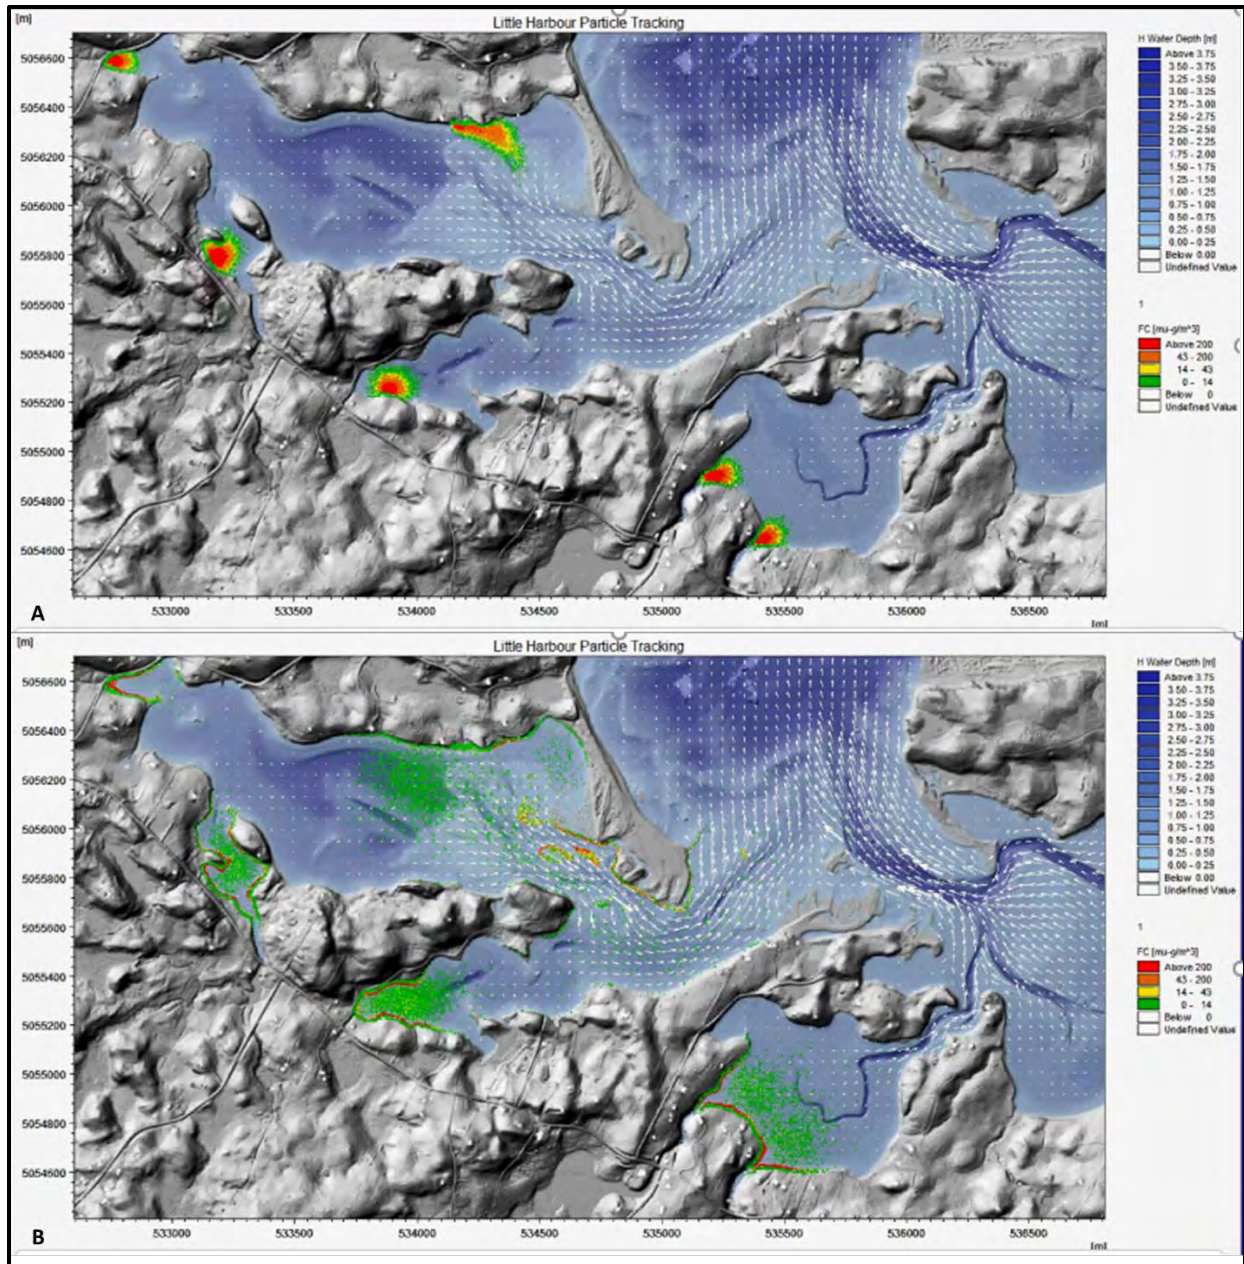 [m]
Little Harbour Particle Tracking
H Water Depth [m]
Above 3.75
3.50 - 3.75
3.25 - 3.50
3.00 - 3.25
2.75 - 3.00
2.50 - 2.75
2.25 - 2.50
2.00 - 2.25
1.75 - 2.00
1.50 - 1.75
1.25 - 1.50
1.00 - 1.25
0.75 - 1.00
0.50 - 0.75
0.25 - 0.50
0.00 - 0.25
Below 0.00
Undefined Value
1
FC [mu-g/m^3]
Above 200
43 - 200
14 - 43
0 - 14
Below 0
Undefined Value
5056600
5056400
5056200
5056000
5055800
5055600
5055400
5055200
5055000
5054800
5054600
533000 533500 534000 534500 535000 535500 536000 536500
[m]
A
[m]
Little Harbour Particle Tracking
H Water Depth [m]
Above 3.75
3.50 - 3.75
3.25 - 3.50
3.00 - 3.25
2.75 - 3.00
2.50 - 2.75
2.25 - 2.50
2.00 - 2.25
1.75 - 2.00
1.50 - 1.75
1.25 - 1.50
1.00 - 1.25
0.75 - 1.00
0.50 - 0.75
0.25 - 0.50
0.00 - 0.25
Below 0.00
Undefined Value
1
FC [mu-g/m^3]
Above 200
43 - 200
14 - 43
0 - 14
Below 0
Undefined Value
5056600
5056400
5056200
5056000
5055800
5055600
5055400
5055200
5055000
5054800
5054600
533000 533500 534000 534500 535000 535500 536000 536500
[m]
B